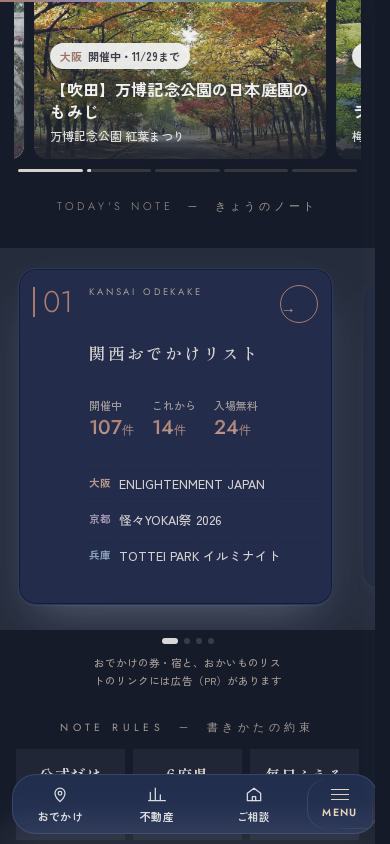 大阪 開催中・11/29まで
【吹田】万博記念公園の日本庭園の
もみじ
万博記念公園 紅葉まつり
TODAY'S NOTE — きょうのノート
01
KANSAI ODEKAKE
→
関西おでかけリスト
開催中 これから 入場無料
107件 14件 24件
大阪 ENLIGHTENMENT JAPAN
京都 怪々YOKAI祭 2026
兵庫 TOTTEI PARK イルミナイト
おでかけの券・宿と、おかいものリス
トのリンクには広告（PR）があります
NOTE RULES — 書きかたの約束
公式だけ 6府県 毎日ふえる
おでかけ 不動産 ご相談 MENU